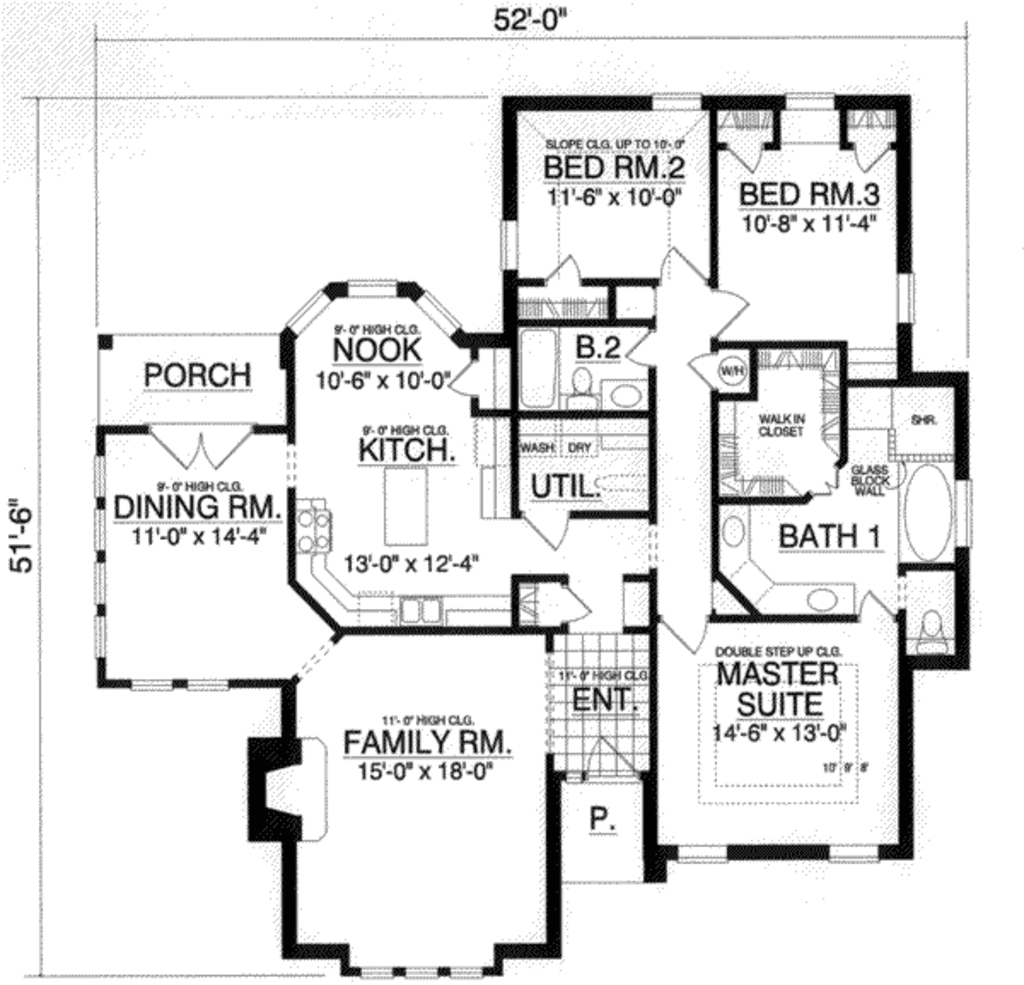 52'-0"
51'-6"
SLOPE CLG. UP TO 10'-0"
BED RM.2
11'-6" x 10'-0"
BED RM.3
10'-8" x 11'-4"
9'-0" HIGH CLG.
NOOK
10'-6" x 10'-0"
PORCH
B.2
W/H
WALK IN
CLOSET
SHR.
9'-0" HIGH CLG.
KITCH.
13'-0" x 12'-4"
WASH
DRY
UTIL.
GLASS
BLOCK
WALL
BATH 1
9'-0" HIGH CLG.
DINING RM.
11'-0" x 14'-4"
11'-0" HIGH CLG.
ENT.
DOUBLE STEP UP CLG.
MASTER
SUITE
14'-6" x 13'-0"
10' 9' 8'
11'-0" HIGH CLG.
FAMILY RM.
15'-0" x 18'-0"
P.